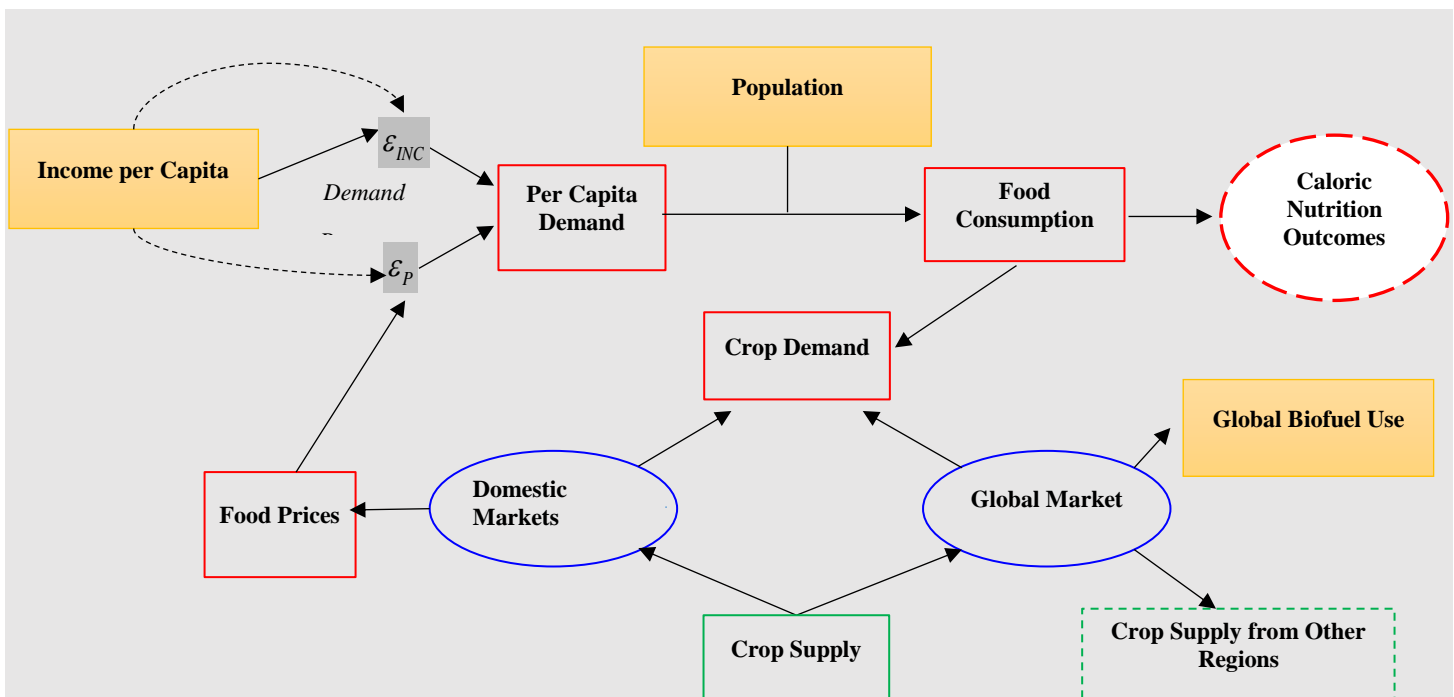 Population
Income per Capita
ε_INC
Demand
Per Capita
Demand
Food
Consumption
Caloric
Nutrition
Outcomes
ε_P
Crop Demand
Global Biofuel Use
Food Prices
Domestic
Markets
Global Market
Crop Supply
Crop Supply from Other
Regions